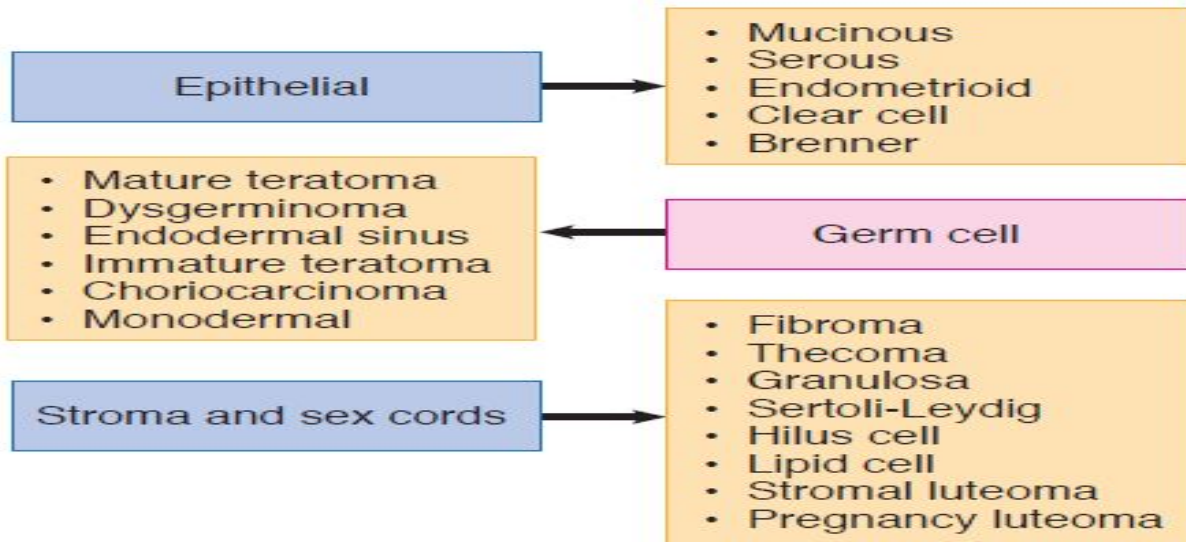 Epithelial
• Mucinous
• Serous
• Endometrioid
• Clear cell
• Brenner
Germ cell
• Mature teratoma
• Dysgerminoma
• Endodermal sinus
• Immature teratoma
• Choriocarcinoma
• Monodermal
Stroma and sex cords
• Fibroma
• Thecoma
• Granulosa
• Sertoli-Leydig
• Hilus cell
• Lipid cell
• Stromal luteoma
• Pregnancy luteoma